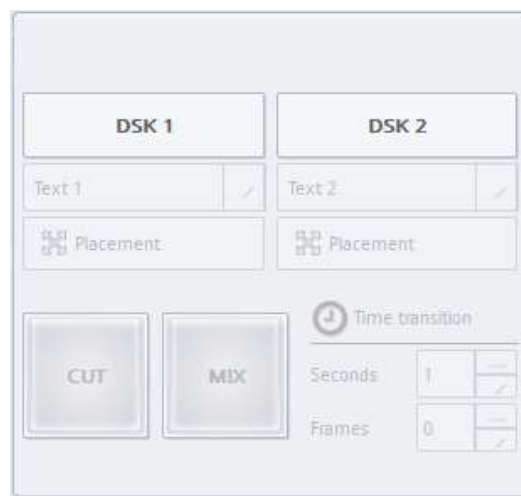 DSK 1 DSK 2
Text 1 Text 2
Placement Placement
Time transition
CUT MIX Seconds 1
Frames 0